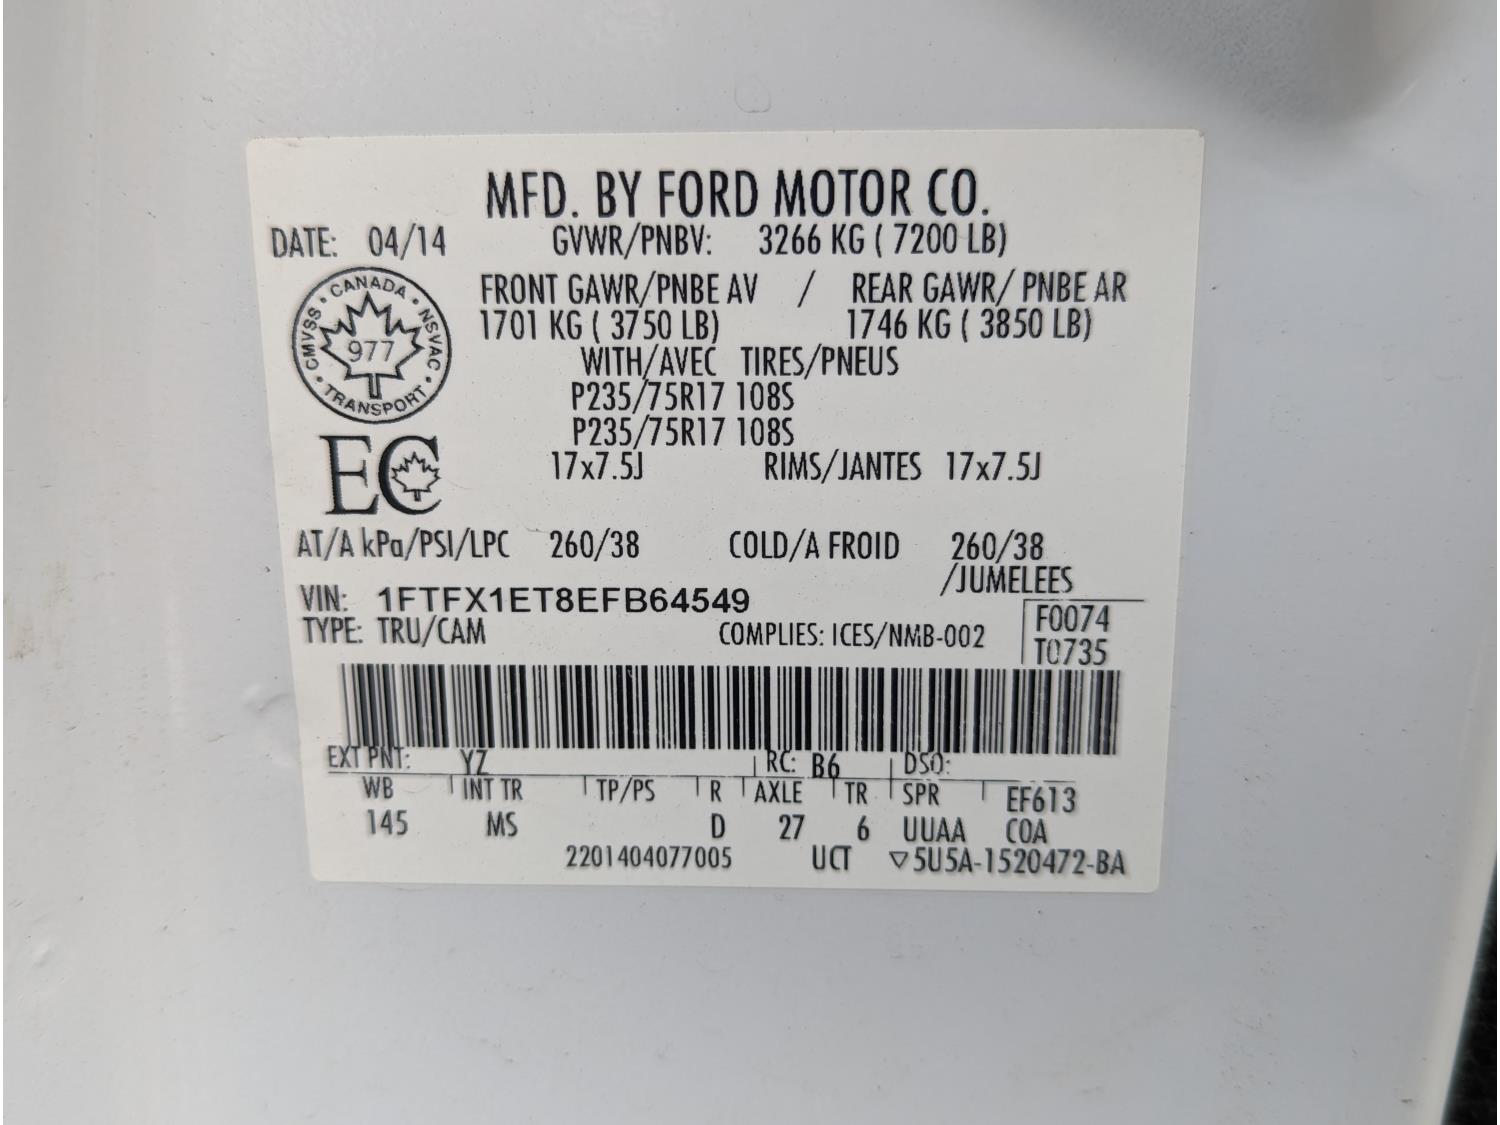 MFD. BY FORD MOTOR CO.
DATE: 04/14 GVWR/PNBV: 3266 KG ( 7200 LB)
FRONT GAWR/PNBE AV / REAR GAWR/ PNBE AR
1701 KG ( 3750 LB) 1746 KG ( 3850 LB)
CANADA
CMVSS • NSVAC
977
TRANSPORT
WITH/AVEC TIRES/PNEUS
P235/75R17 108S
P235/75R17 108S
EC
17x7.5J RIMS/JANTES 17x7.5J
AT/A kPa/PSI/LPC 260/38 COLD/A FROID 260/38
/JUMELEES
VIN: 1FTFX1ET8EFB64549
F0074
TYPE: TRU/CAM COMPLIES: ICES/NMB-002
T0735
EXT PNT: YZ RC: B6 DSO:
WB INT TR TP/PS R AXLE TR SPR EF613
145 MS D 27 6 UUAA COA
2201404077005 UCT ▽5U5A-1520472-BA